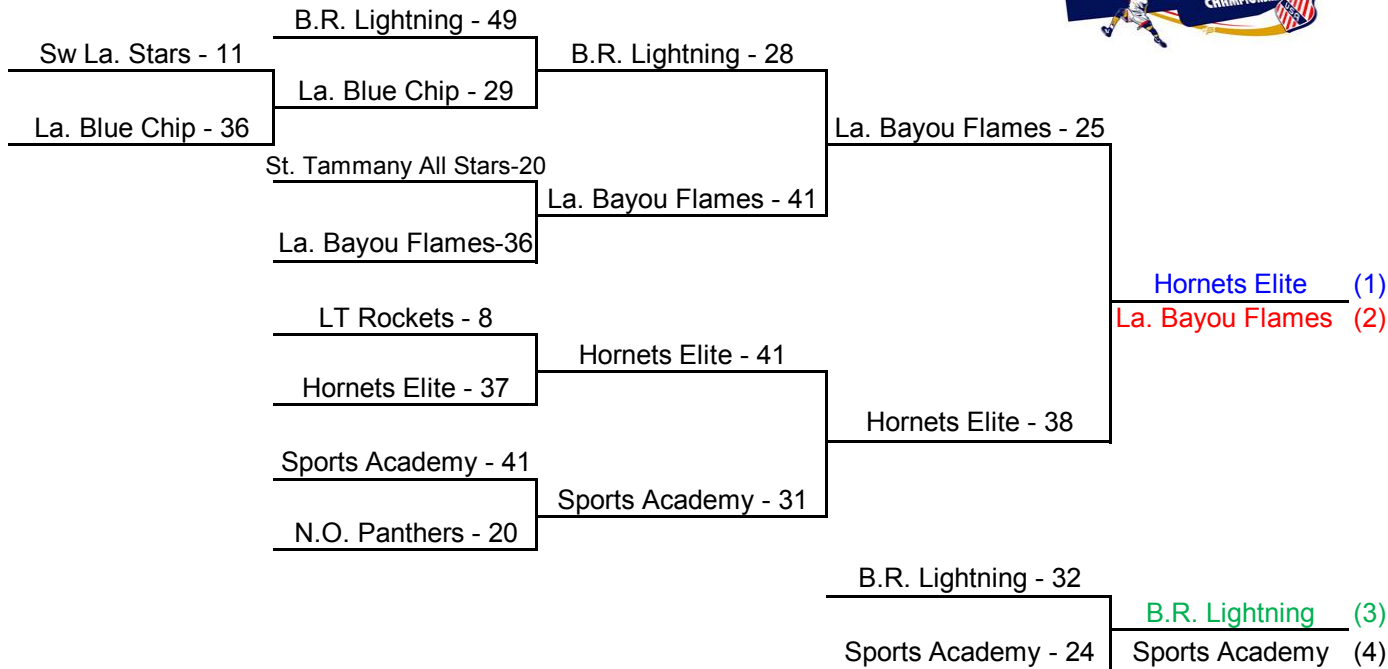 CHAMPIONSHIP
B.R. Lightning - 49
Sw La. Stars - 11
B.R. Lightning - 28
La. Blue Chip - 29
La. Blue Chip - 36
La. Bayou Flames - 25
St. Tammany All Stars-20
La. Bayou Flames - 41
La. Bayou Flames-36
Hornets Elite (1)
LT Rockets - 8
La. Bayou Flames (2)
Hornets Elite - 41
Hornets Elite - 37
Hornets Elite - 38
Sports Academy - 41
Sports Academy - 31
N.O. Panthers - 20
B.R. Lightning - 32
B.R. Lightning (3)
Sports Academy - 24
Sports Academy (4)